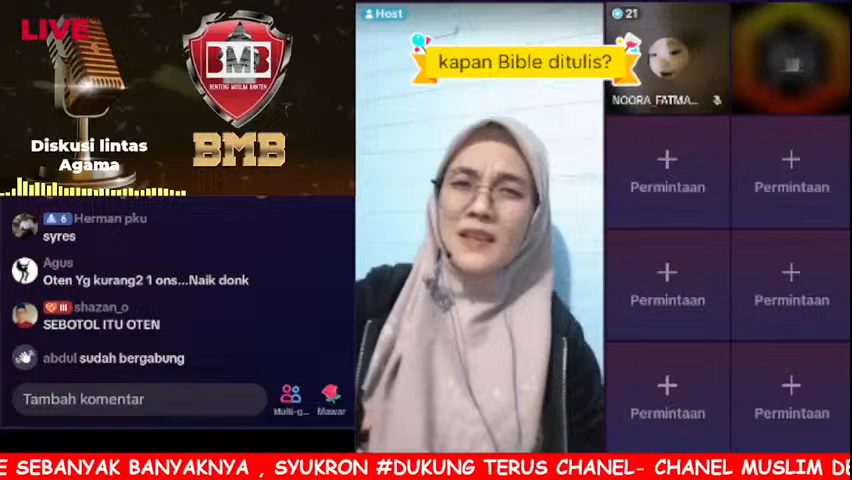 LIVE
BMB
BENTENG MUSLIM BANTEN
BMB
Diskusi lintas
Agama
Herman pku
6
syres
Agus
Oten Yg kurang2 1 ons...Naik donk
III
shazan_o
SEBOTOL ITU OTEN
abdul sudah bergabung
Tambah komentar
Multi-g...
Mawar
Host
kapan Bible ditulis?
21
NOORA_FATMA...
Permintaan
Permintaan
Permintaan
Permintaan
Permintaan
Permintaan
E SEBANYAK BANYAKNYA , SYUKRON #DUKUNG TERUS CHANEL- CHANEL MUSLIM DE